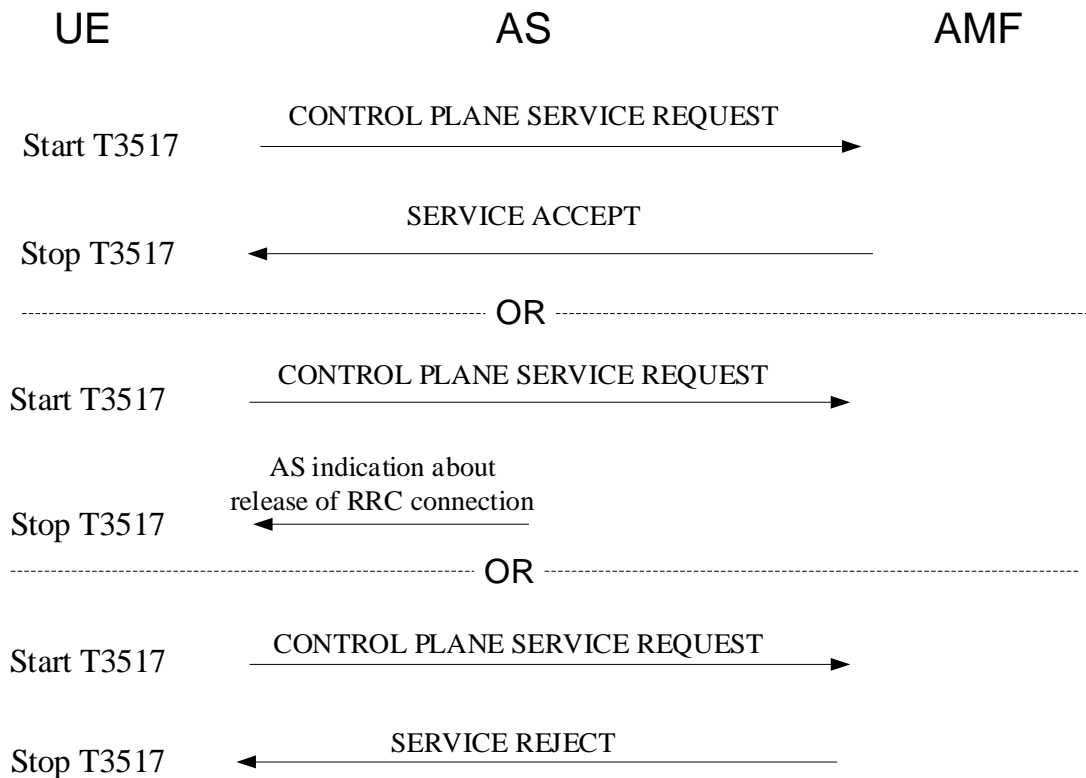 UE AS AMF
CONTROL PLANE SERVICE REQUEST
Start T3517
SERVICE ACCEPT
Stop T3517
OR
CONTROL PLANE SERVICE REQUEST
Start T3517
AS indication about
release of RRC connection
Stop T3517
OR
CONTROL PLANE SERVICE REQUEST
Start T3517
SERVICE REJECT
Stop T3517